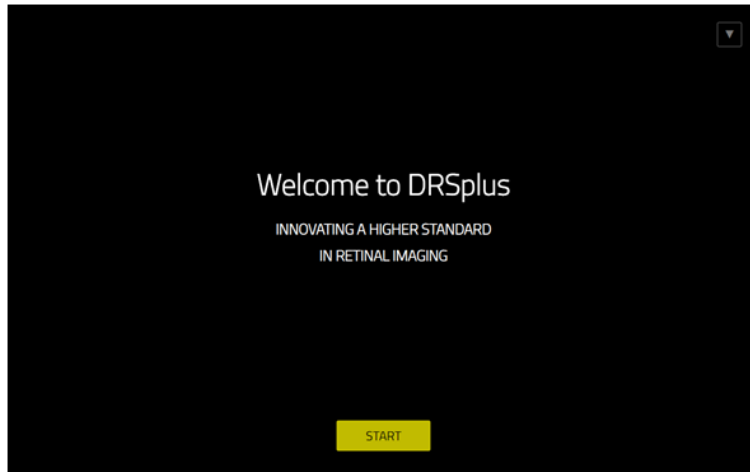 Welcome to DRSplus
INNOVATING A HIGHER STANDARD
IN RETINAL IMAGING
START